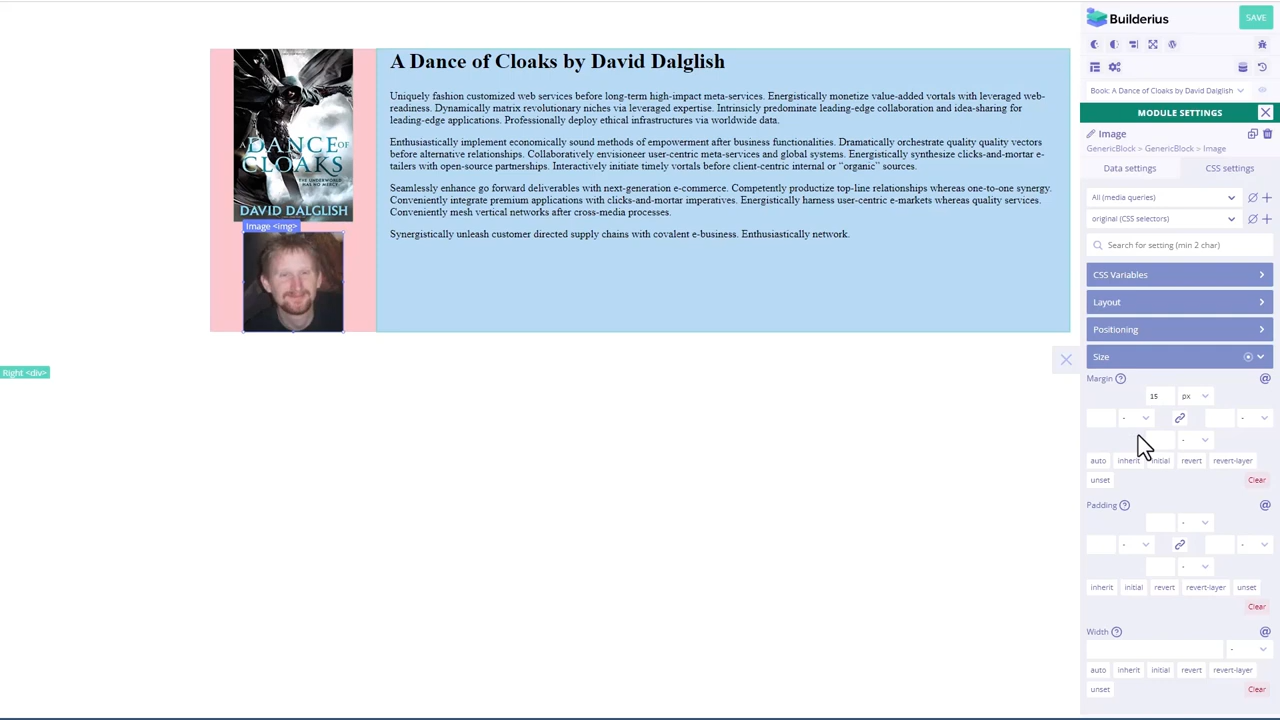 Builderius
SAVE
Book: A Dance of Cloaks by David Dalglish
MODULE SETTINGS
Image
GenericBlock > GenericBlock > Image
Data settings
CSS settings
All (media queries)
original (CSS selectors)
Search for setting (min 2 char)
CSS Variables
Layout
Positioning
Size
Margin
15 px
-
-
-
auto inherit initial revert revert-layer
unset
Clear
Padding
-
-
-
-
inherit initial revert revert-layer unset
Clear
Width
-
auto inherit initial revert revert-layer
unset
Clear
A Dance of Cloaks by David Dalglish
Uniquely fashion customized web services before long-term high-impact meta-services. Energistically monetize value-added vortals with leveraged web-
readiness. Dynamically matrix revolutionary niches via leveraged expertise. Intrinsicly predominate leading-edge collaboration and idea-sharing for
leading-edge applications. Professionally deploy ethical infrastructures via worldwide data.
Enthusiastically implement economically sound methods of empowerment after business functionalities. Dramatically orchestrate quality quality vectors
before alternative relationships. Collaboratively envisioneer user-centric meta-services and global systems. Energistically synthesize clicks-and-mortar e-
tailers with open-source partnerships. Interactively initiate timely vortals before client-centric internal or “organic” sources.
Seamlessly enhance go forward deliverables with next-generation e-commerce. Competently productize top-line relationships whereas one-to-one synergy.
Conveniently integrate premium applications with clicks-and-mortar imperatives. Energistically harness user-centric e-markets whereas quality services.
Conveniently mesh vertical networks after cross-media processes.
Synergistically unleash customer directed supply chains with covalent e-business. Enthusiastically network.
A DANCE OF
CLOAKS
THE UNDERWORLD
HAS NO MERCY
DAVID DALGLISH
Image <img>
Right <div>